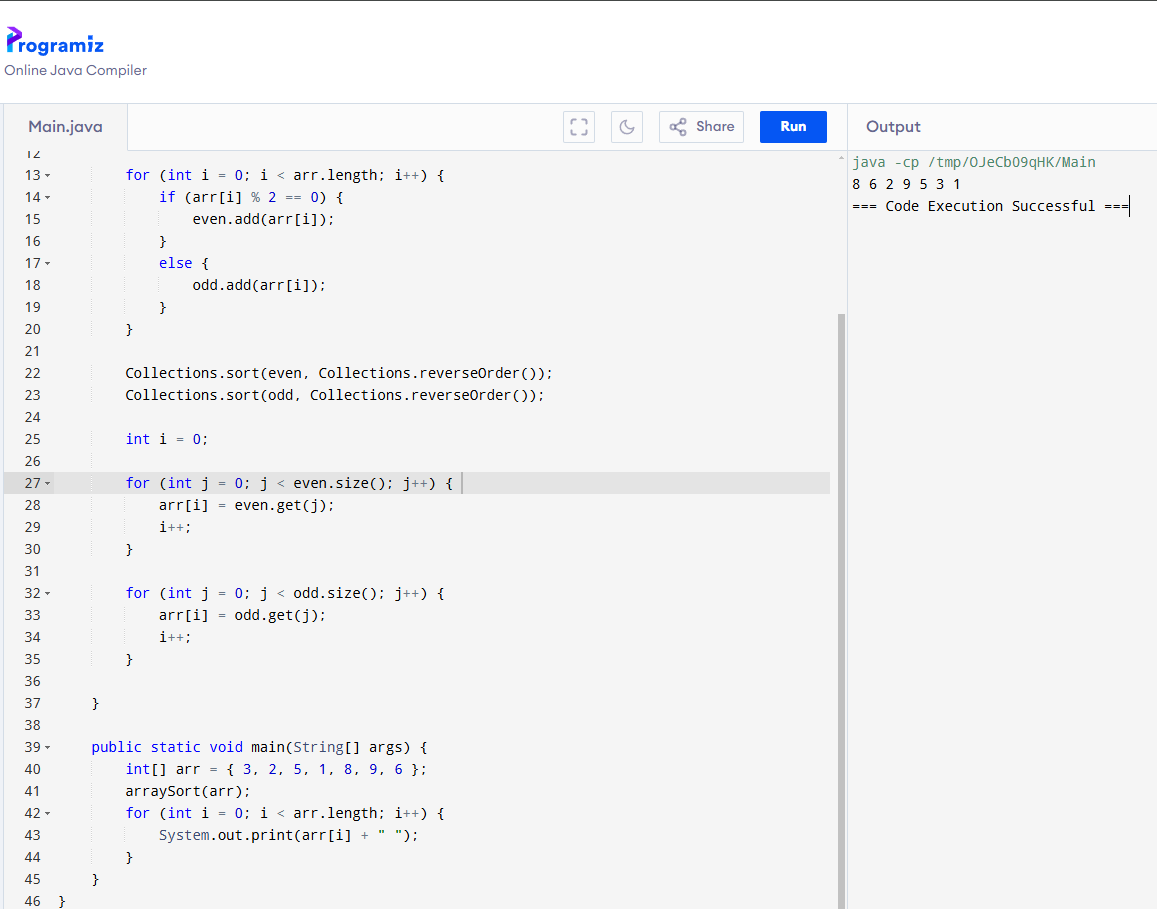 Programiz
Online Java Compiler
Main.java
Share
Run
Output
12
13 for (int i = 0; i < arr.length; i++) {
14 if (arr[i] % 2 == 0) {
15 even.add(arr[i]);
16 }
17 else {
18 odd.add(arr[i]);
19 }
20 }
21
22 Collections.sort(even, Collections.reverseOrder());
23 Collections.sort(odd, Collections.reverseOrder());
24
25 int i = 0;
26
27 for (int j = 0; j < even.size(); j++) {
28 arr[i] = even.get(j);
29 i++;
30 }
31
32 for (int j = 0; j < odd.size(); j++) {
33 arr[i] = odd.get(j);
34 i++;
35 }
36
37 }
38
39 public static void main(String[] args) {
40 int[] arr = { 3, 2, 5, 1, 8, 9, 6 };
41 arraySort(arr);
42 for (int i = 0; i < arr.length; i++) {
43 System.out.print(arr[i] + " ");
44 }
45 }
46 }
java -cp /tmp/OJeCbO9qHK/Main
8 6 2 9 5 3 1
=== Code Execution Successful ===